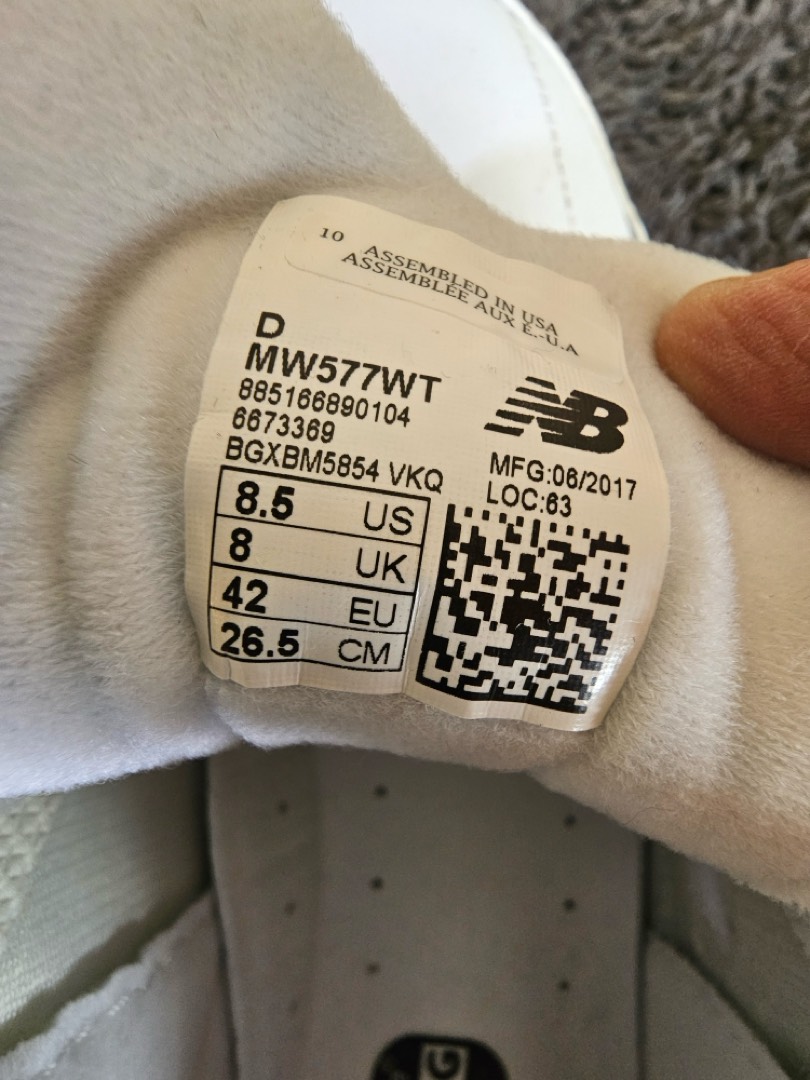 10 ASSEMBLED IN USA
ASSEMBLÉE AUX É.-U.A
D
MW577WT
885166890104
6673369
BGXBM5854 VKQ
NB
MFG:06/2017
LOC:63
8.5 US
8 UK
42 EU
26.5 CM